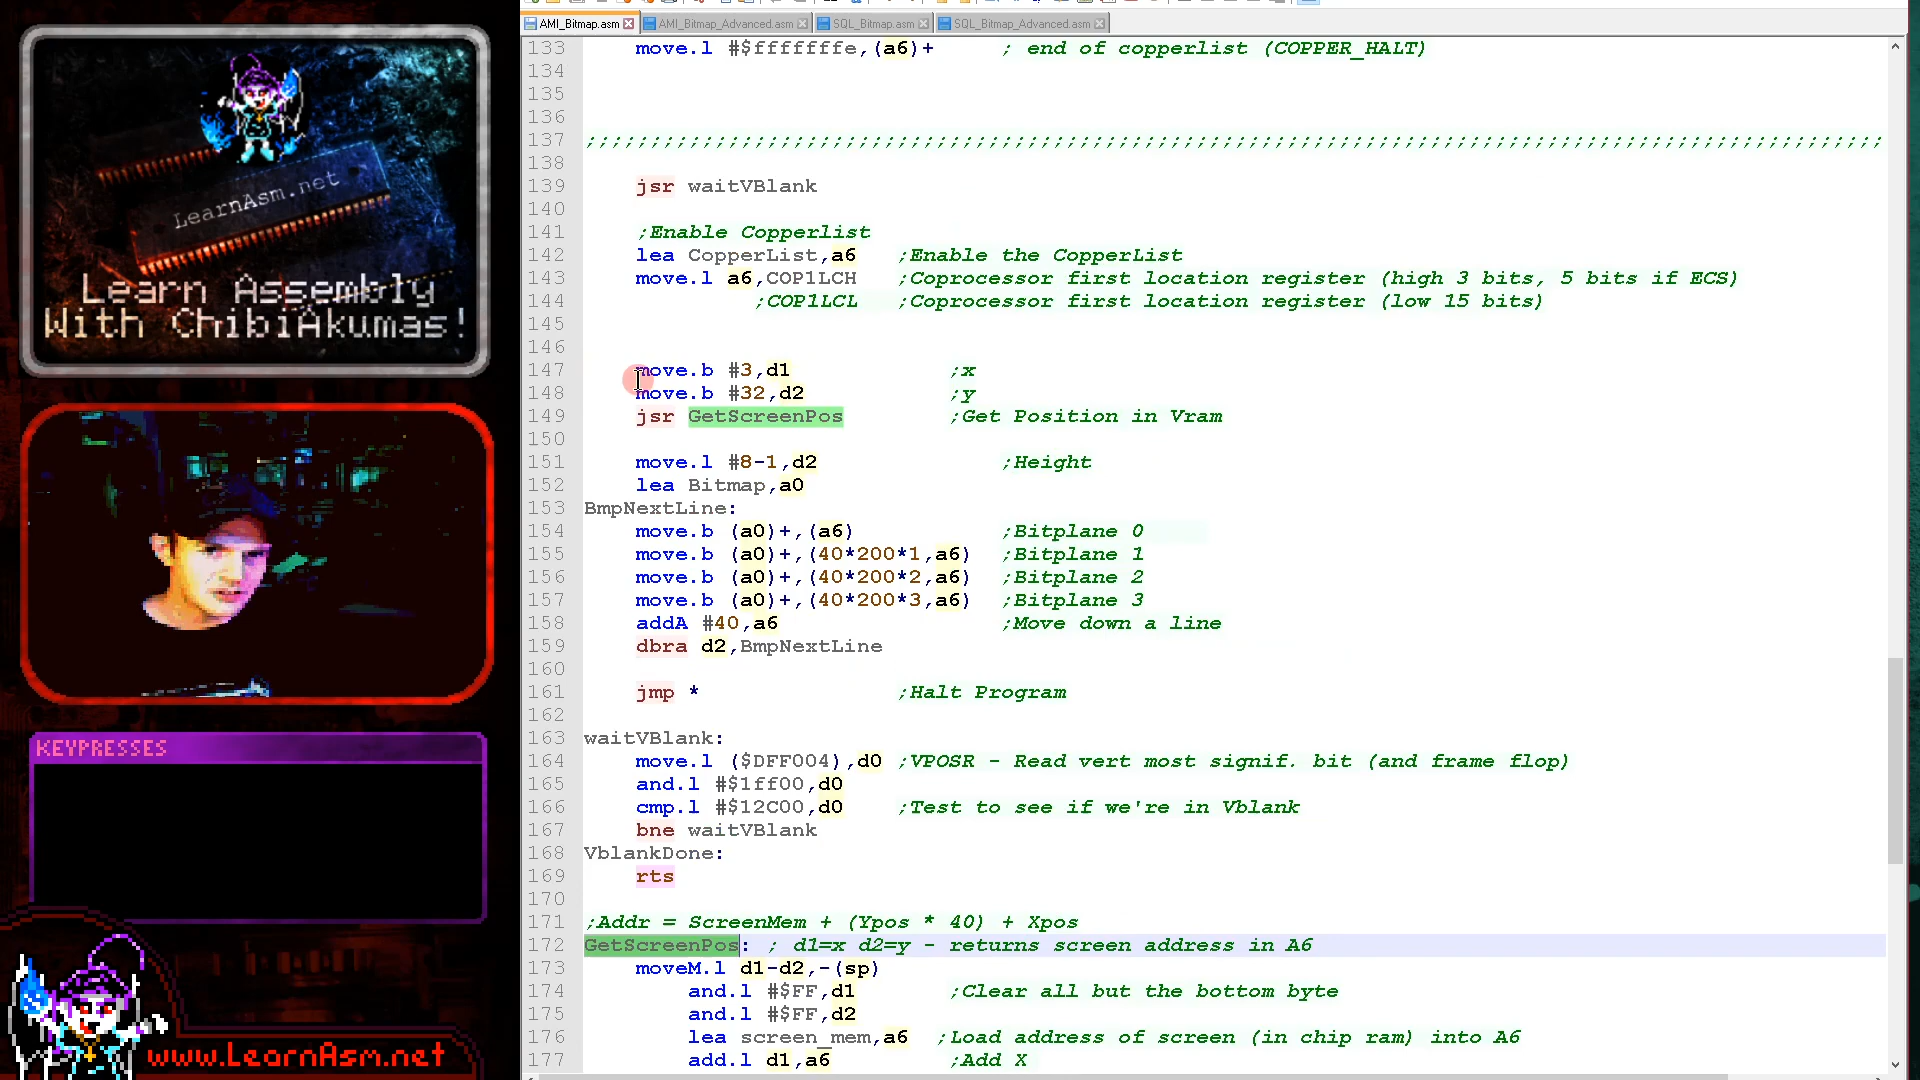 LearnAsm.net
Learn Assembly
With ChibiAkumas!
KEYPRESSES
www.LearnAsm.net
AMI_Bitmap.asm
AMI_Bitmap_Advanced.asm
SQL_Bitmap.asm
SQL_Bitmap_Advanced.asm
133 move.l #$fffffffe,(a6)+ ; end of copperlist (COPPER_HALT)
134
135
136
137 ;;;;;;;;;;;;;;;;;;;;;;;;;;;;;;;;;;;;;;;;;;;;;;;;;;;;;;;;;;;;;;;;;;;;;;;;;;;;;;;;;;;;;;;;;;;;;;;;;;;;
138
139 jsr waitVBlank
140
141 ;Enable Copperlist
142 lea CopperList,a6 ;Enable the CopperList
143 move.l a6,COP1LCH ;Coprocessor first location register (high 3 bits, 5 bits if ECS)
144 ;COP1LCL ;Coprocessor first location register (low 15 bits)
145
146
147 move.b #3,d1 ;x
148 move.b #32,d2 ;y
149 jsr GetScreenPos ;Get Position in Vram
150
151 move.l #8-1,d2 ;Height
152 lea Bitmap,a0
153 BmpNextLine:
154 move.b (a0)+,(a6) ;Bitplane 0
155 move.b (a0)+,(40*200*1,a6) ;Bitplane 1
156 move.b (a0)+,(40*200*2,a6) ;Bitplane 2
157 move.b (a0)+,(40*200*3,a6) ;Bitplane 3
158 addA #40,a6 ;Move down a line
159 dbra d2,BmpNextLine
160
161 jmp * ;Halt Program
162
163 waitVBlank:
164 move.l ($DFF004),d0 ;VPOSR - Read vert most signif. bit (and frame flop)
165 and.l #$1ff00,d0
166 cmp.l #$12C00,d0 ;Test to see if we're in Vblank
167 bne waitVBlank
168 VblankDone:
169 rts
170
171 ;Addr = ScreenMem + (Ypos * 40) + Xpos
172 GetScreenPos: ; d1=x d2=y - returns screen address in A6
173 moveM.l d1-d2,-(sp)
174 and.l #$FF,d1 ;Clear all but the bottom byte
175 and.l #$FF,d2
176 lea screen_mem,a6 ;Load address of screen (in chip ram) into A6
177 add.l d1,a6 ;Add X